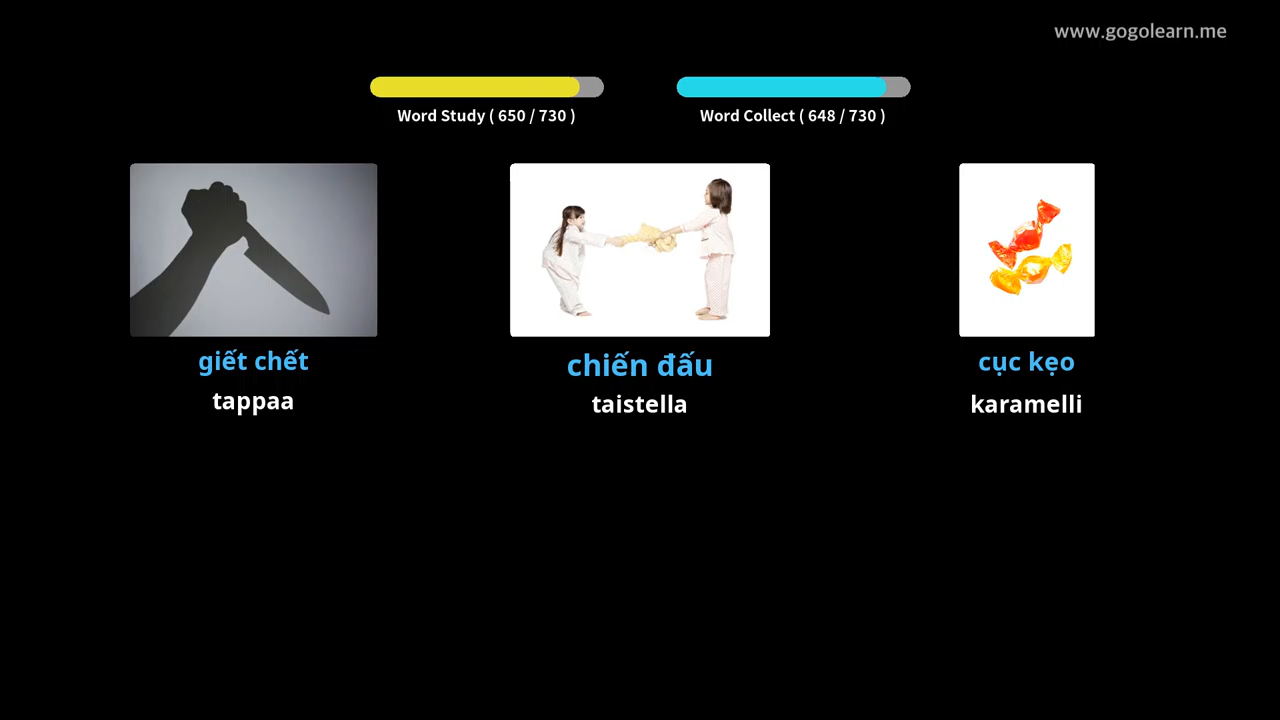 www.gogolearn.me
Word Study ( 650 / 730 )
Word Collect ( 648 / 730 )
giết chết
chiến đấu
cục kẹo
tappaa
taistella
karamelli